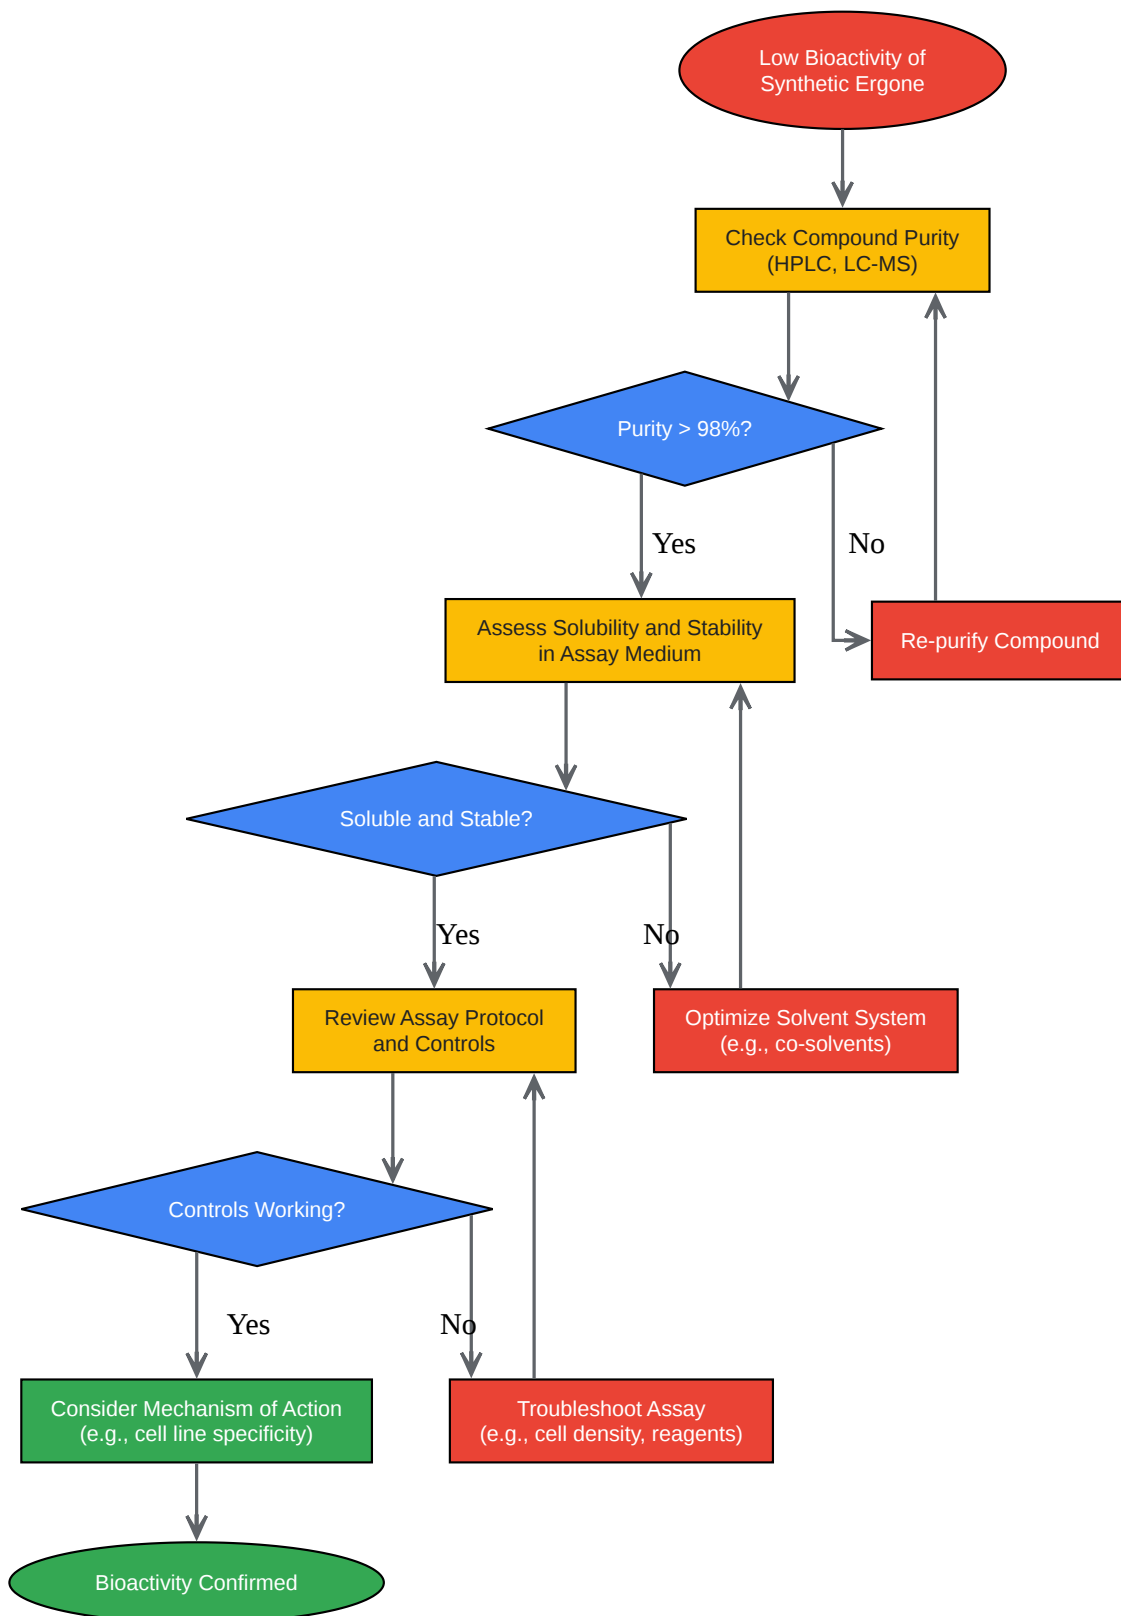 Low Bioactivity of
Synthetic Ergone
Check Compound Purity
(HPLC, LC-MS)
Purity > 98%?
Yes
No
Assess Solubility and Stability
in Assay Medium
Re-purify Compound
Soluble and Stable?
Yes
No
Review Assay Protocol
and Controls
Optimize Solvent System
(e.g., co-solvents)
Controls Working?
Yes
No
Consider Mechanism of Action
(e.g., cell line specificity)
Troubleshoot Assay
(e.g., cell density, reagents)
Bioactivity Confirmed